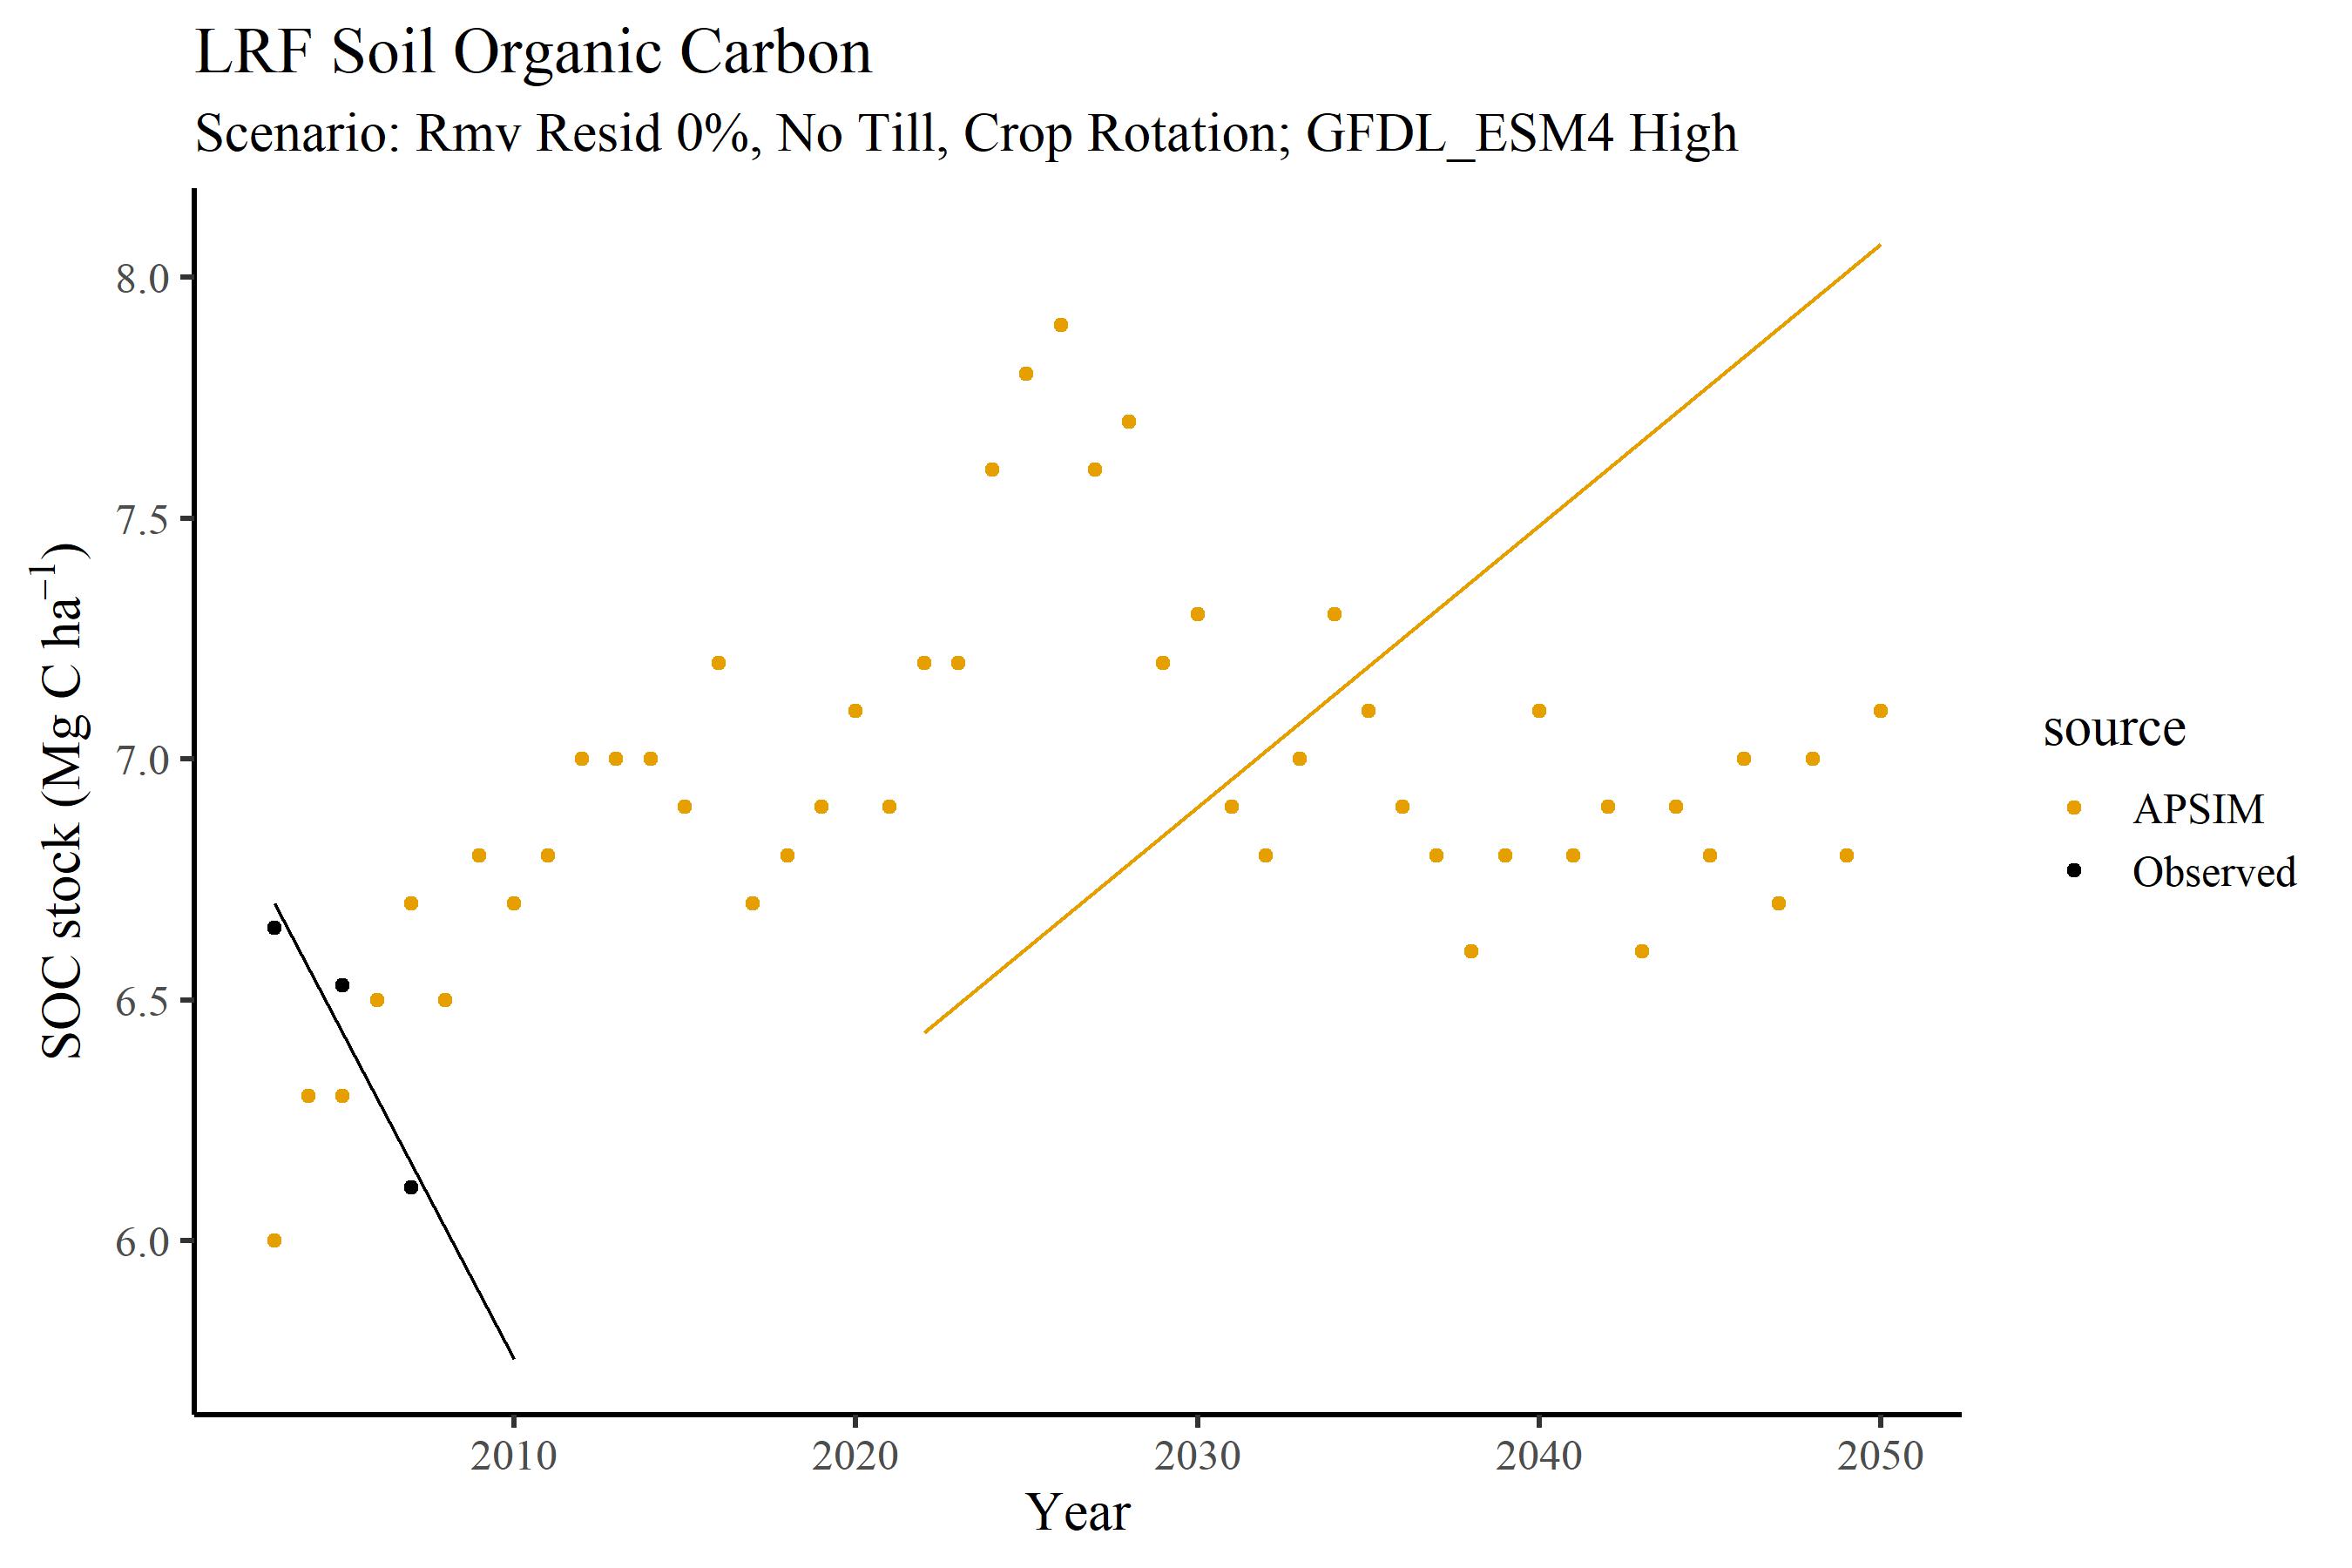 LRF Soil Organic Carbon
Scenario: Rmv Resid 0%, No Till, Crop Rotation; GFDL_ESM4 High
SOC stock (Mg C ha⁻¹)
8.0
7.5
7.0
6.5
6.0
2010 2020 2030 2040 2050
Year
source
APSIM
Observed